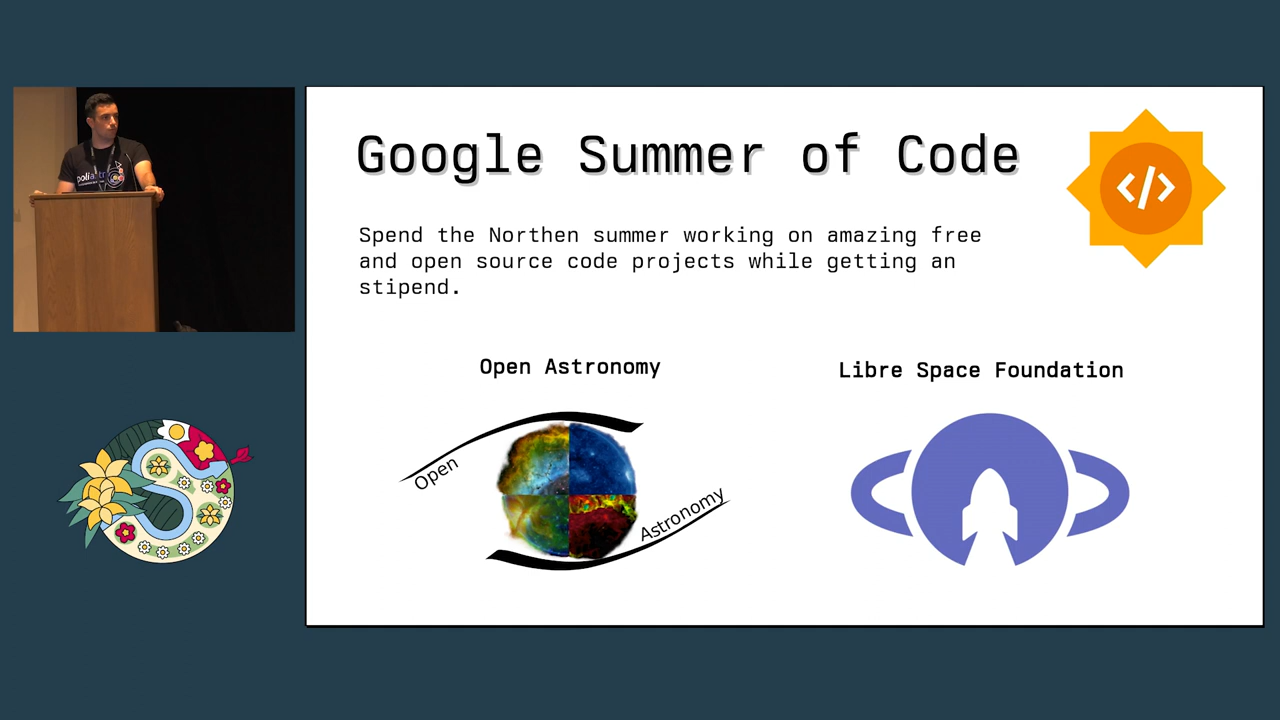 Google Summer of Code
Spend the Northen summer working on amazing free
and open source code projects while getting an
stipend.
Open Astronomy
Libre Space Foundation
Open
Astronomy